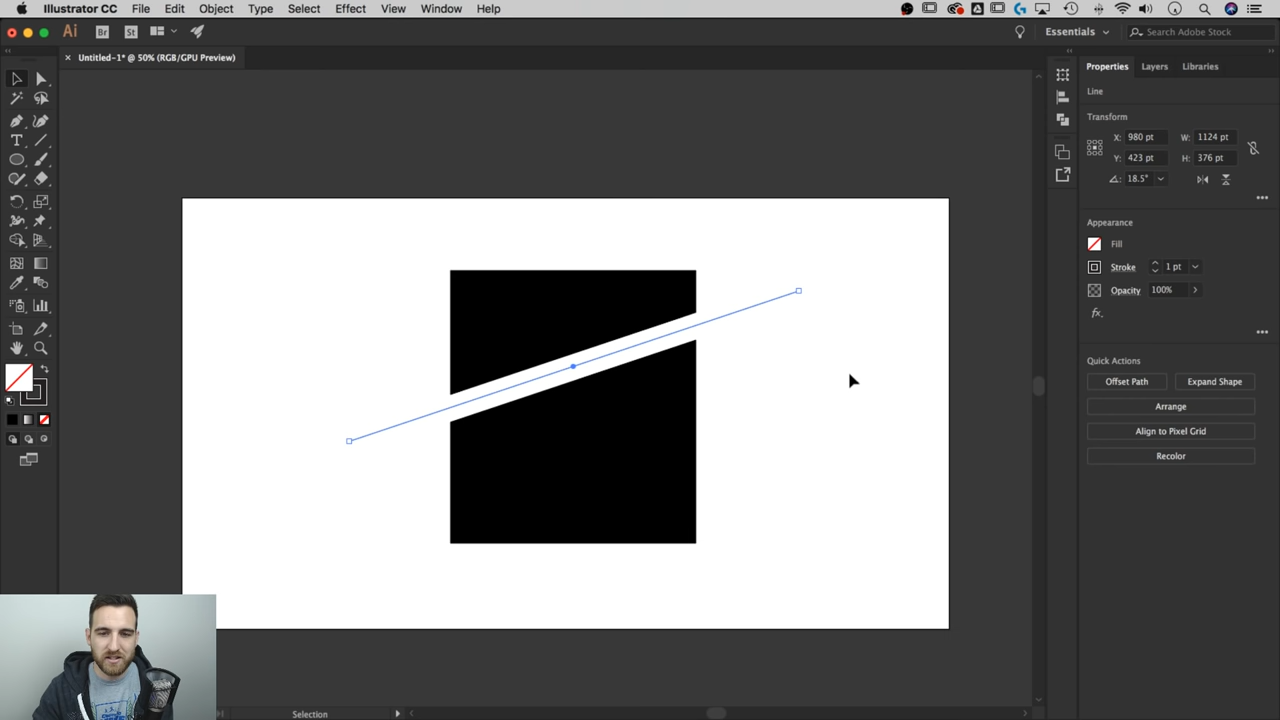 Illustrator CC File Edit Object Type Select Effect View Window Help
Ai Br St Essentials Search Adobe Stock
× Untitled-1* @ 50% (RGB/GPU Preview)
Properties Layers Libraries
Line
Transform
X: 980 pt W: 1124 pt
Y: 423 pt H: 376 pt
18.5°
Appearance
Fill
Stroke 1 pt
Opacity 100%
fx.
Quick Actions
Offset Path Expand Shape
Arrange
Align to Pixel Grid
Recolor
Selection